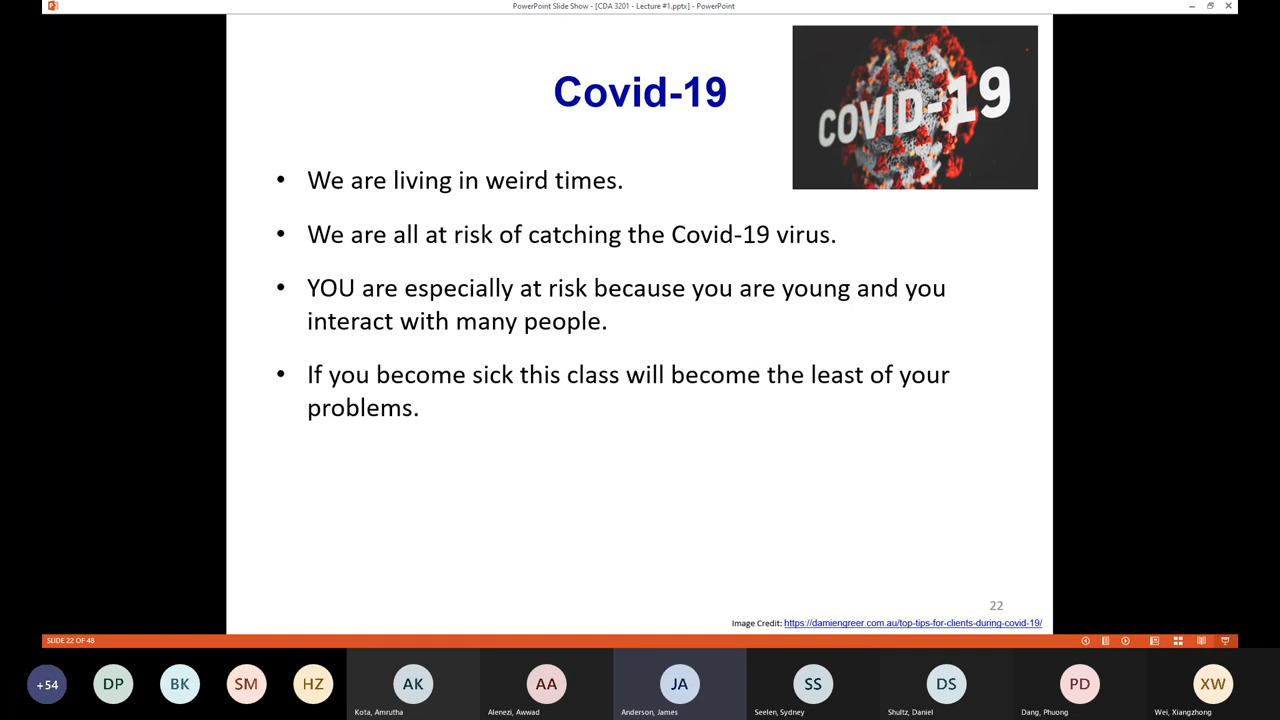 PowerPoint Slide Show - [CDA 3201 - Lecture #1.pptx] - PowerPoint
Covid-19
COVID-19
• We are living in weird times.
• We are all at risk of catching the Covid-19 virus.
• YOU are especially at risk because you are young and you
interact with many people.
• If you become sick this class will become the least of your
problems.
22
Image Credit: https://damiengreer.com.au/top-tips-for-clients-during-covid-19/
SLIDE 22 OF 48
+54 DP BK SM HZ AK AA JA SS DS PD XW
Kota, Amrutha Alenezi, Awwad Anderson, James Seelen, Sydney Shultz, Daniel Dang, Phuong Wei, Xiangzhong